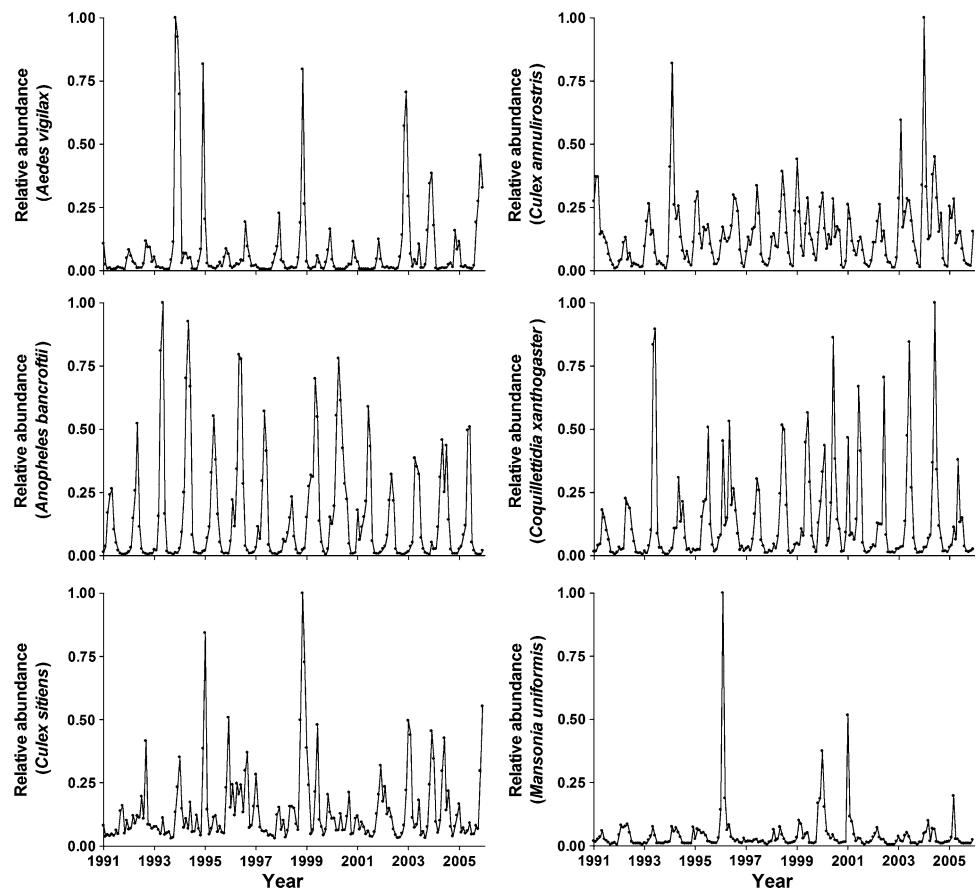 Relative abundance
(Aedes vigilax)
1.00
0.75
0.50
0.25
0.00
Relative abundance
(Culex annulirostris)
1.00
0.75
0.50
0.25
0.00
Relative abundance
(Anopheles bancroftii)
1.00
0.75
0.50
0.25
0.00
Relative abundance
(Coquillettidia xanthogaster)
1.00
0.75
0.50
0.25
0.00
Relative abundance
(Culex sitiens)
1.00
0.75
0.50
0.25
0.00
1991 1993 1995 1997 1999 2001 2003 2005
Year
Relative abundance
(Mansonia uniformis)
1.00
0.75
0.50
0.25
0.00
1991 1993 1995 1997 1999 2001 2003 2005
Year